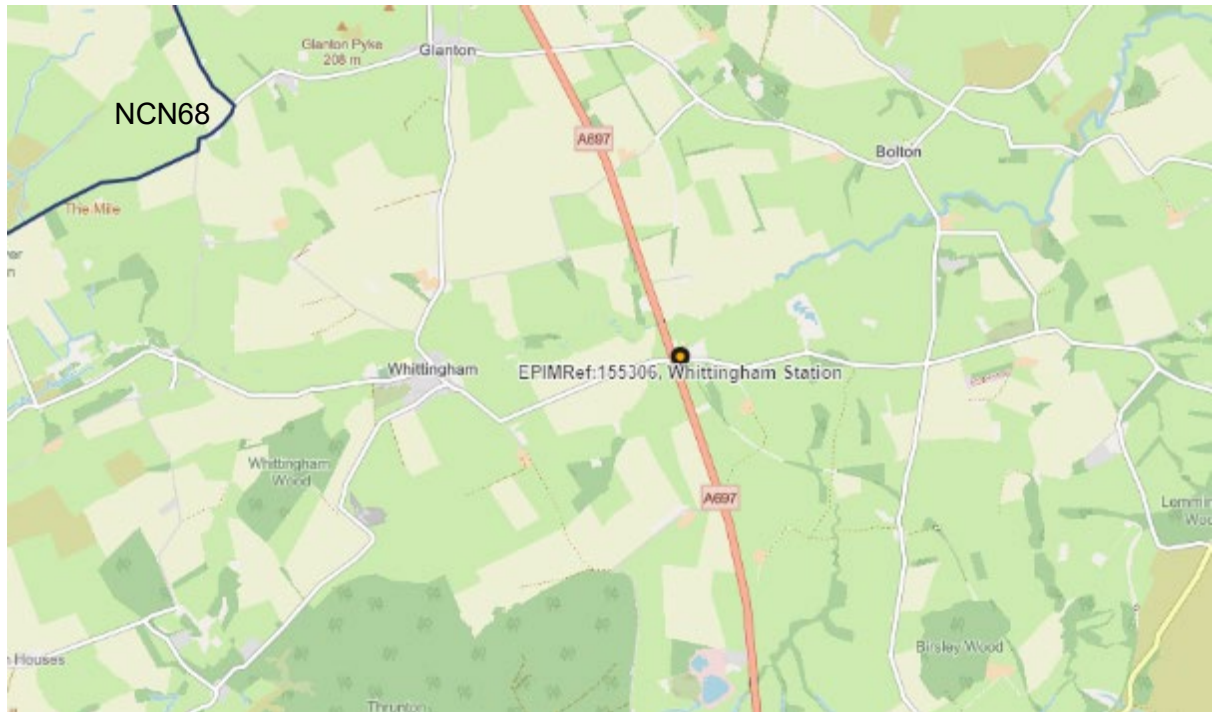 Glanton Pyke
208 m
Glanton
NCN68
A697
Bolton
The Mile
Whittingham
EPIMRef:155306, Whittingham Station
Whittingham
Wood
A697
Birsley Wood
Houses
Thrunton